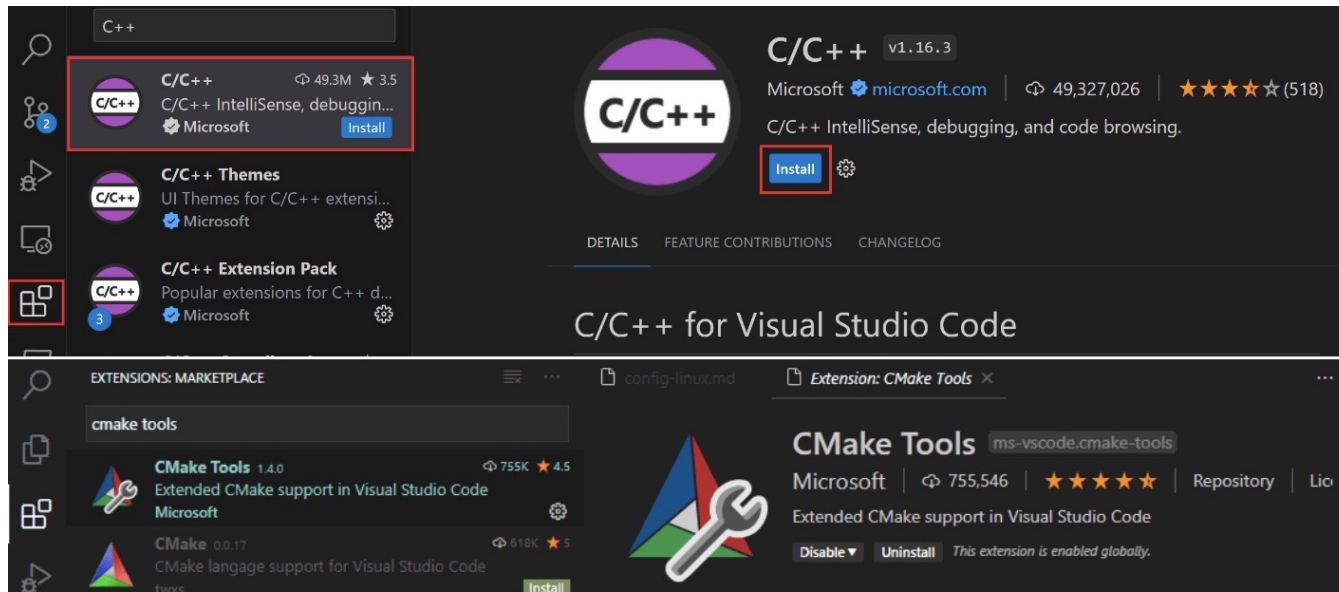 C++
C/C++ 49.3M ★ 3.5
C/C++
C/C++ IntelliSense, debuggin...
Microsoft Install
C/C++ Themes
C/C++
UI Themes for C/C++ extensi...
Microsoft
C/C++ Extension Pack
C/C++
Popular extensions for C++ d...
3
Microsoft
2
C/C++
C/C++ v1.16.3
Microsoft microsoft.com 49,327,026 (518)
C/C++ IntelliSense, debugging, and code browsing.
Install
DETAILS FEATURE CONTRIBUTIONS CHANGELOG
C/C++ for Visual Studio Code
EXTENSIONS: MARKETPLACE
cmake tools
CMake Tools 1.4.0 755K ★ 4.5
Extended CMake support in Visual Studio Code
Microsoft
CMake 0.0.17 618K ★ 5
CMake langage support for Visual Studio Code
twxs Install
config-linux.md Extension: CMake Tools
CMake Tools ms-vscode.cmake-tools
Microsoft 755,546 Repository
Extended CMake support in Visual Studio Code
Disable Uninstall This extension is enabled globally.